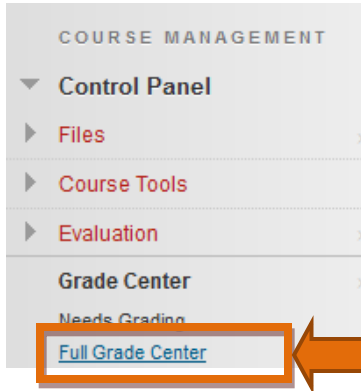 COURSE MANAGEMENT
Control Panel
Files
Course Tools
Evaluation
Grade Center
Needs Grading
Full Grade Center